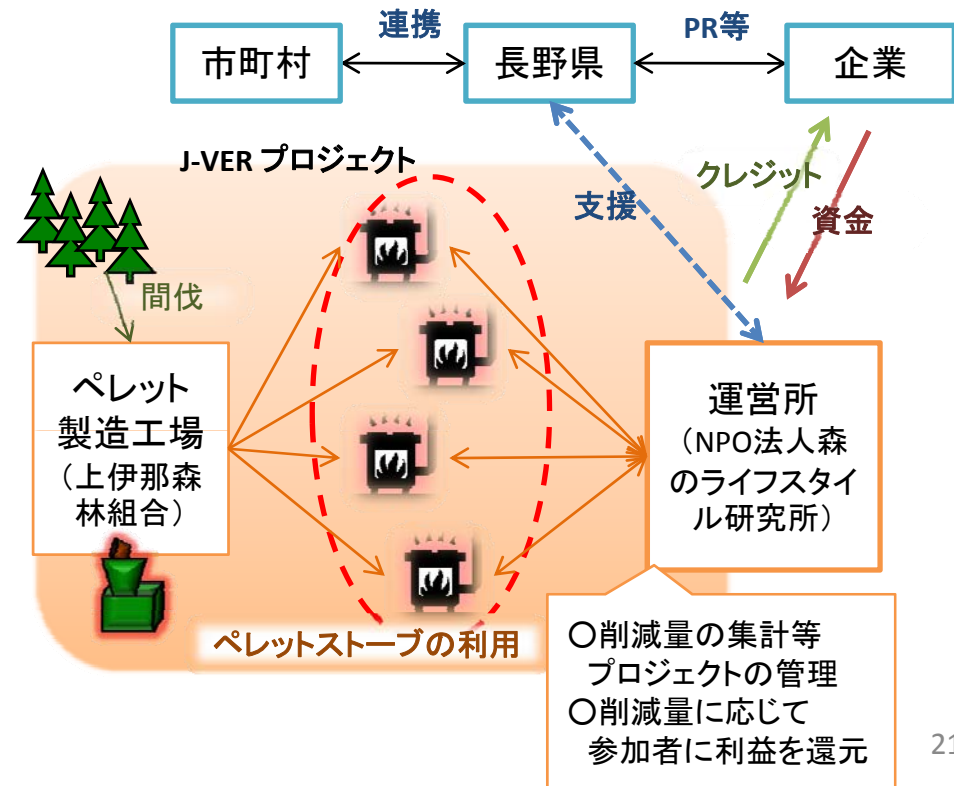 連携
PR等
市町村
長野県
企業
J-VER プロジェクト
クレジット
支援
資金
間伐
ペレット
製造工場
（上伊那森
林組合）
運営所
（NPO法人森
のライフスタイ
ル研究所）
ペレットストーブの利用
○削減量の集計等
プロジェクトの管理
○削減量に応じて
参加者に利益を還元
21